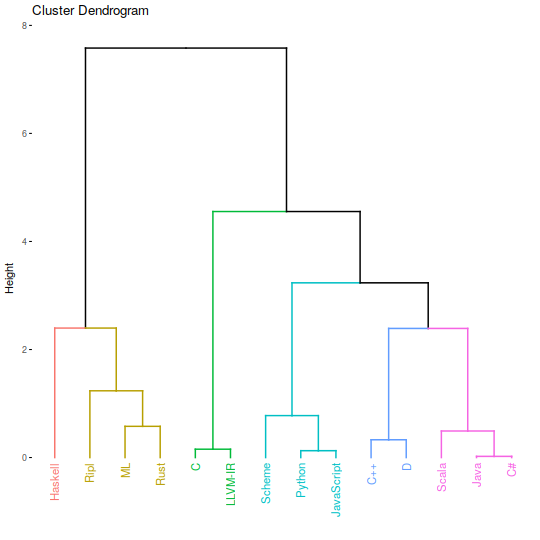 Cluster Dendrogram
8
6
4
2
0
Height
Haskell
Ripl
ML
Rust
C
LLVM-IR
Scheme
Python
JavaScript
C++
D
Scala
Java
C#